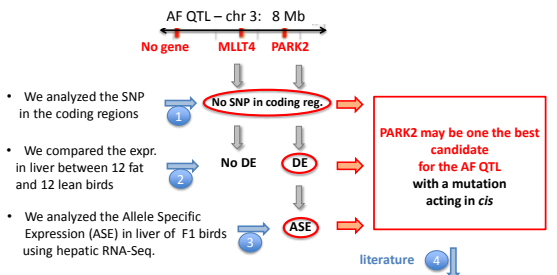 AF QTL – chr 3: 8 Mb
No gene
MLLT4
PARK2
• We analyzed the SNP
in the coding regions
1
No SNP in coding reg.
• We compared the expr.
in liver between 12 fat
and 12 lean birds
2
No DE
DE
• We analyzed the Allele Specific
Expression (ASE) in liver of F1 birds
using hepatic RNA-Seq.
3
ASE
PARK2 may be one the best
candidate
for the AF QTL
with a mutation
acting in cis
literature
4